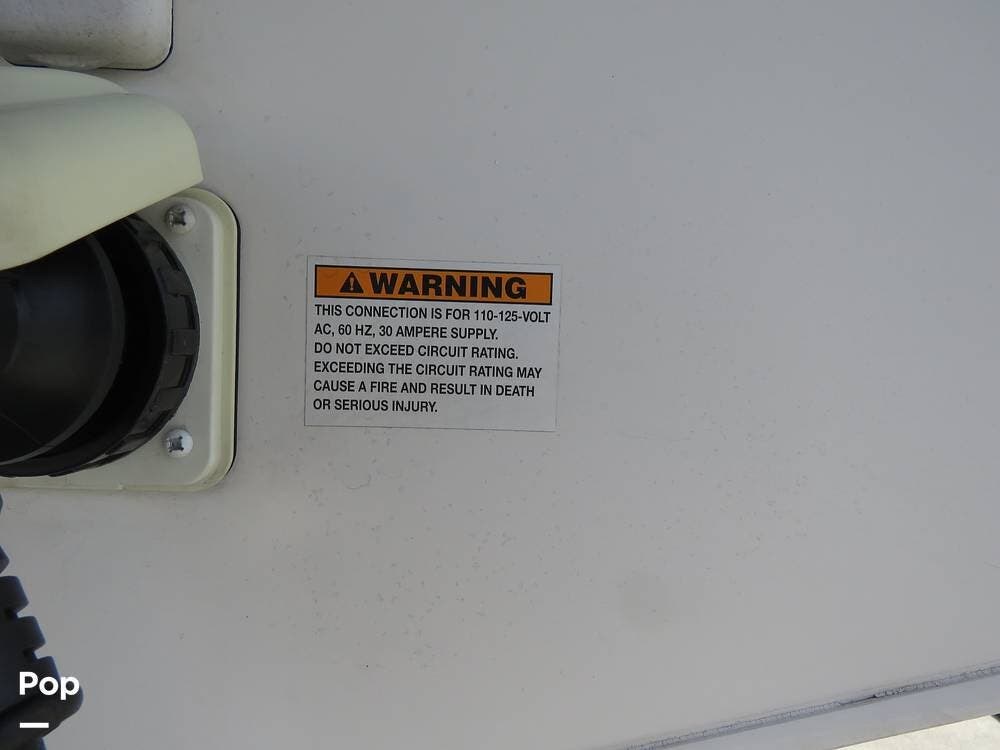 WARNING
THIS CONNECTION IS FOR 110-125-VOLT
AC, 60 HZ, 30 AMPERE SUPPLY.
DO NOT EXCEED CIRCUIT RATING.
EXCEEDING THE CIRCUIT RATING MAY
CAUSE A FIRE AND RESULT IN DEATH
OR SERIOUS INJURY.
Pop